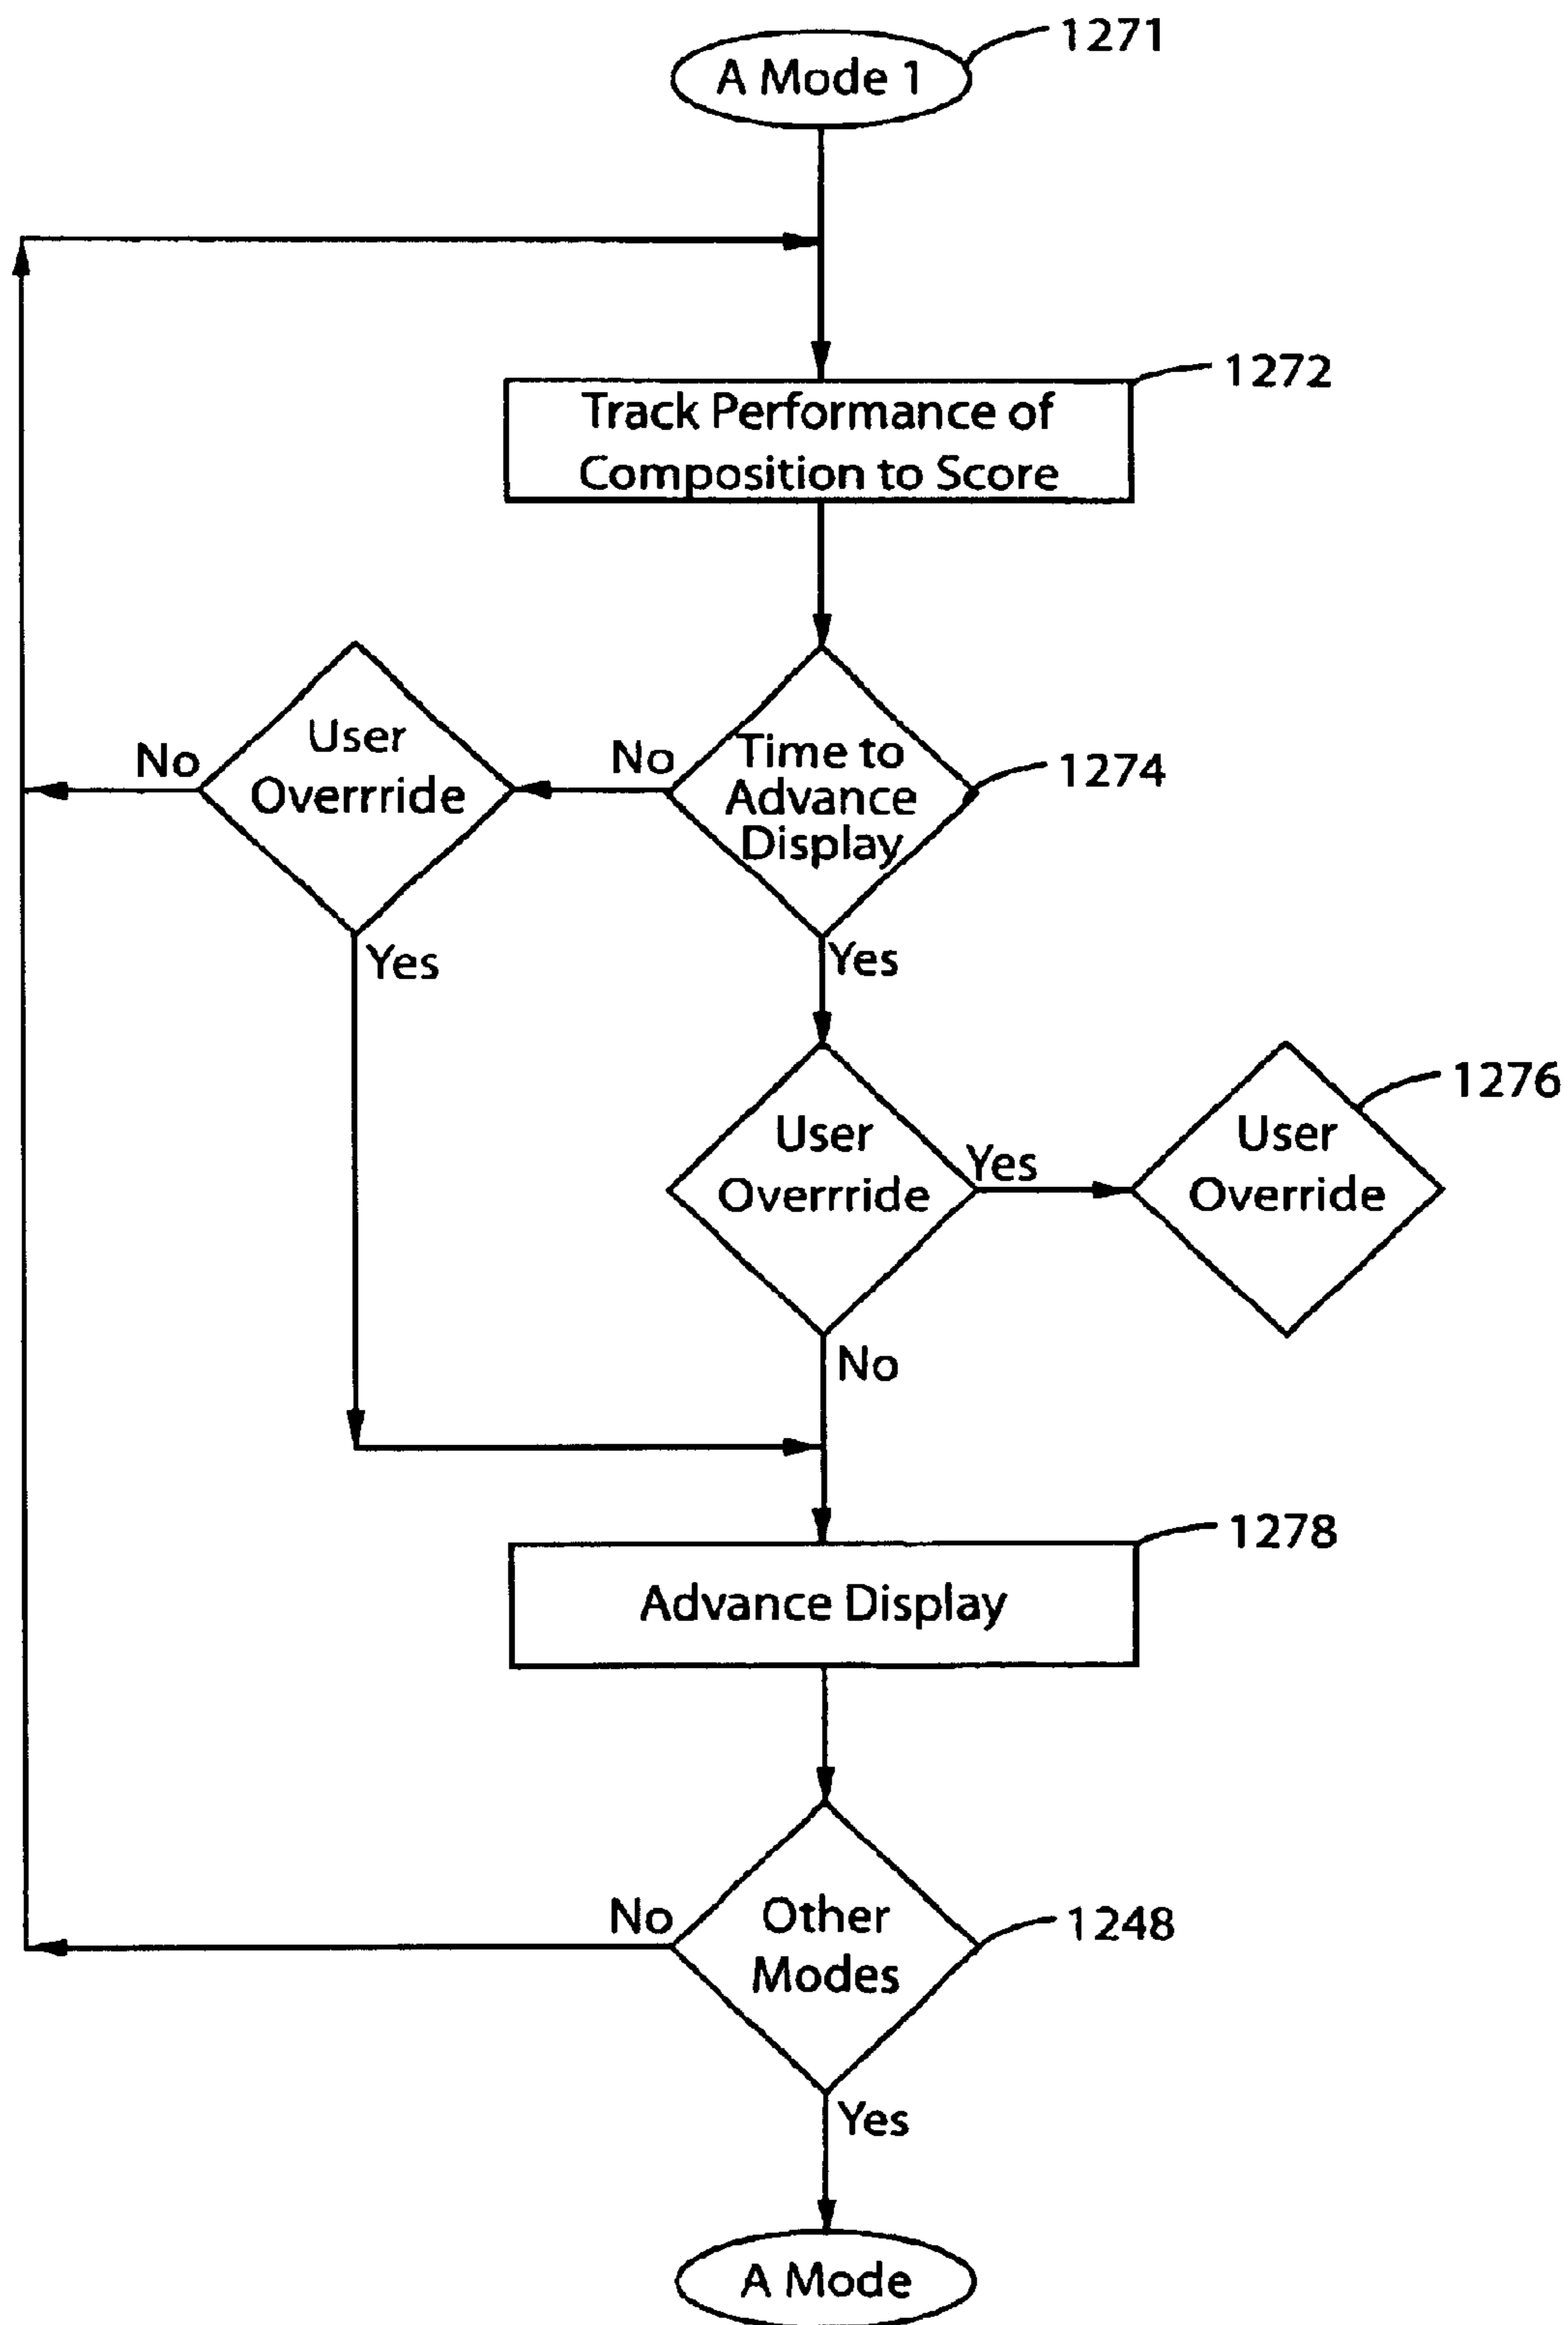 A Mode 1
1271
1272
Track Performance of
Composition to Score
User
Overrride
No
Yes
No
Time to
Advance
Display
1274
Yes
User
Overrride
Yes
No
User
Override
1276
1278
Advance Display
No
Other
Modes
1248
Yes
A Mode